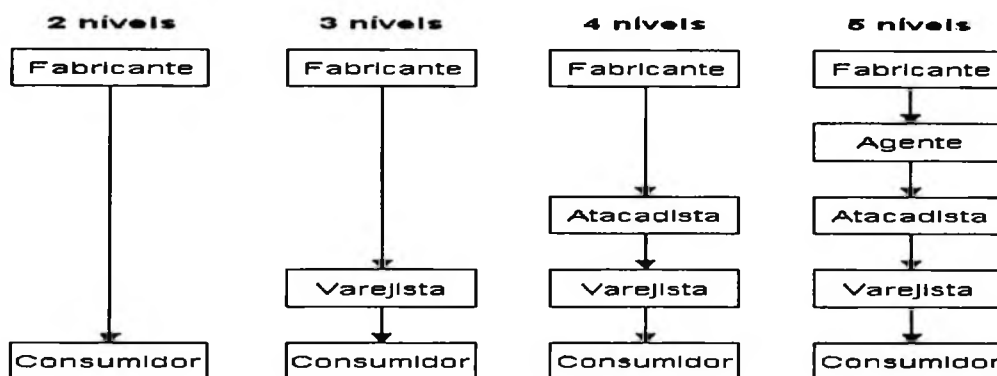 2 níveis 3 níveis 4 níveis 5 níveis
Fabricante Fabricante Fabricante Fabricante
Agente
Atacadista Atacadista
Varejista Varejista Varejista
Consumidor Consumidor Consumidor Consumidor